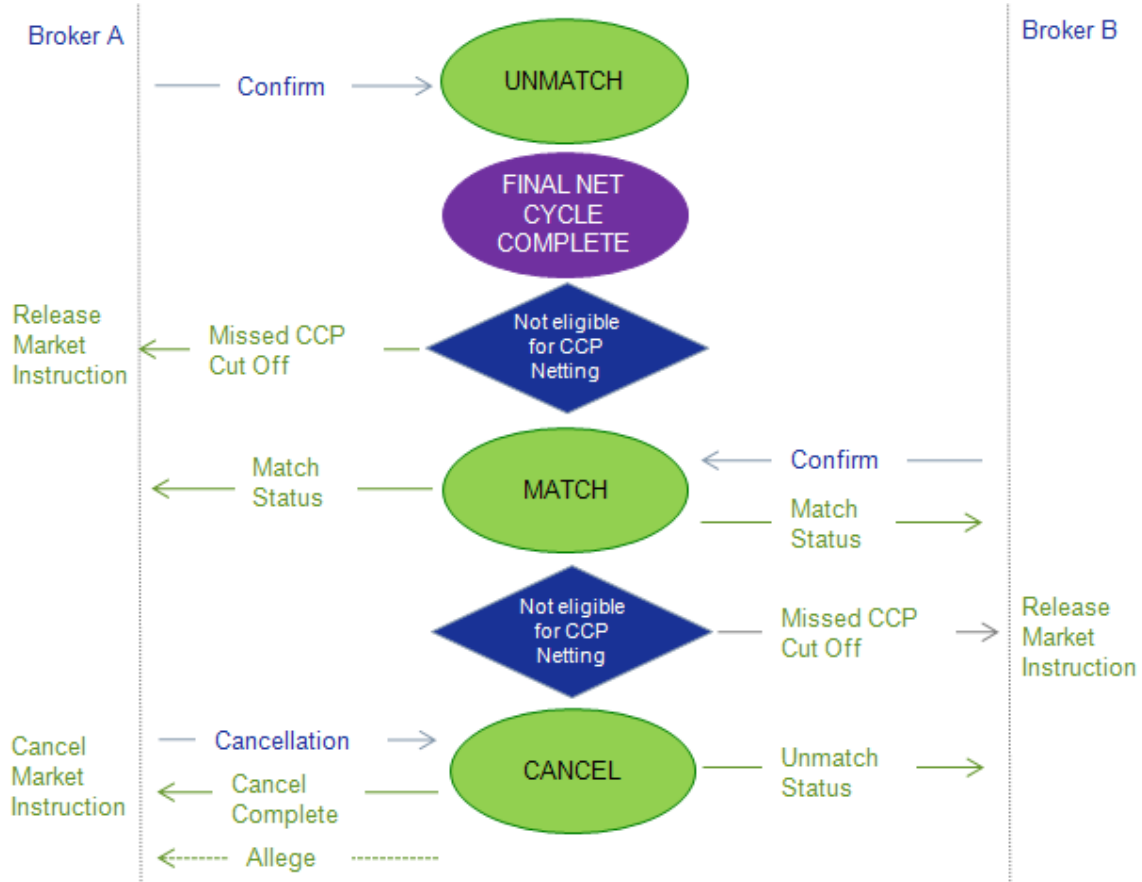 Broker A
Broker B
Confirm
UNMATCH
FINAL NET
CYCLE
COMPLETE
Release
Market
Instruction
Missed CCP
Cut Off
Not eligible
for CCP
Netting
Match
Status
MATCH
Confirm
Match
Status
Not eligible
for CCP
Netting
Missed CCP
Cut Off
Release
Market
Instruction
Cancel
Market
Instruction
Cancellation
Cancel
Complete
Allege
CANCEL
Unmatch
Status